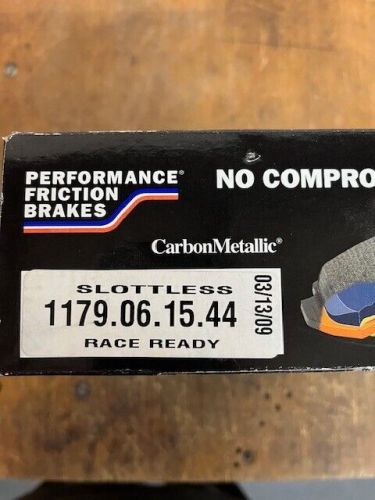 PERFORMANCE®
FRICTION
BRAKES
NO COMPRO
CarbonMetallic®
SLOTTLESS
1179.06.15.44
RACE READY
03/13/09